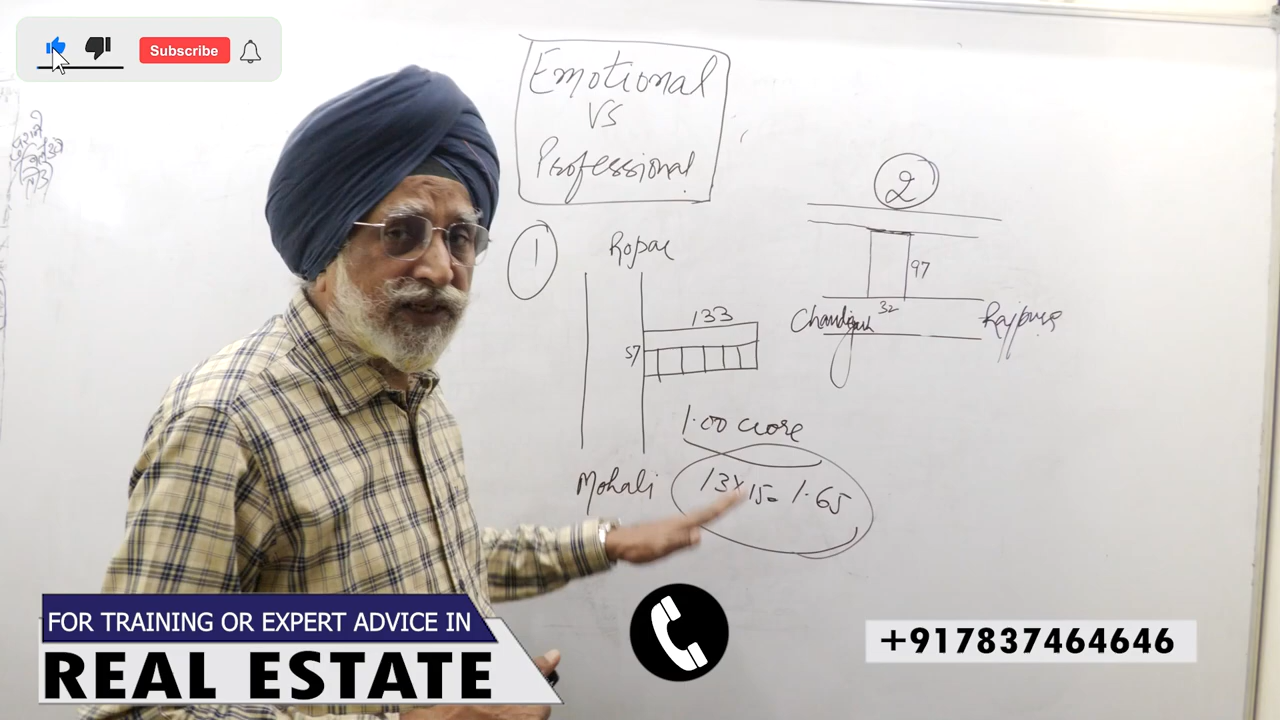 Subscribe
Emotional
VS
Professional
1
Ropar
133
57
1.00 crore
Mohali
13x15= 1.65
2
97
32
Chandigarh
Rajpura
FOR TRAINING OR EXPERT ADVICE IN
REAL ESTATE
+917837464646